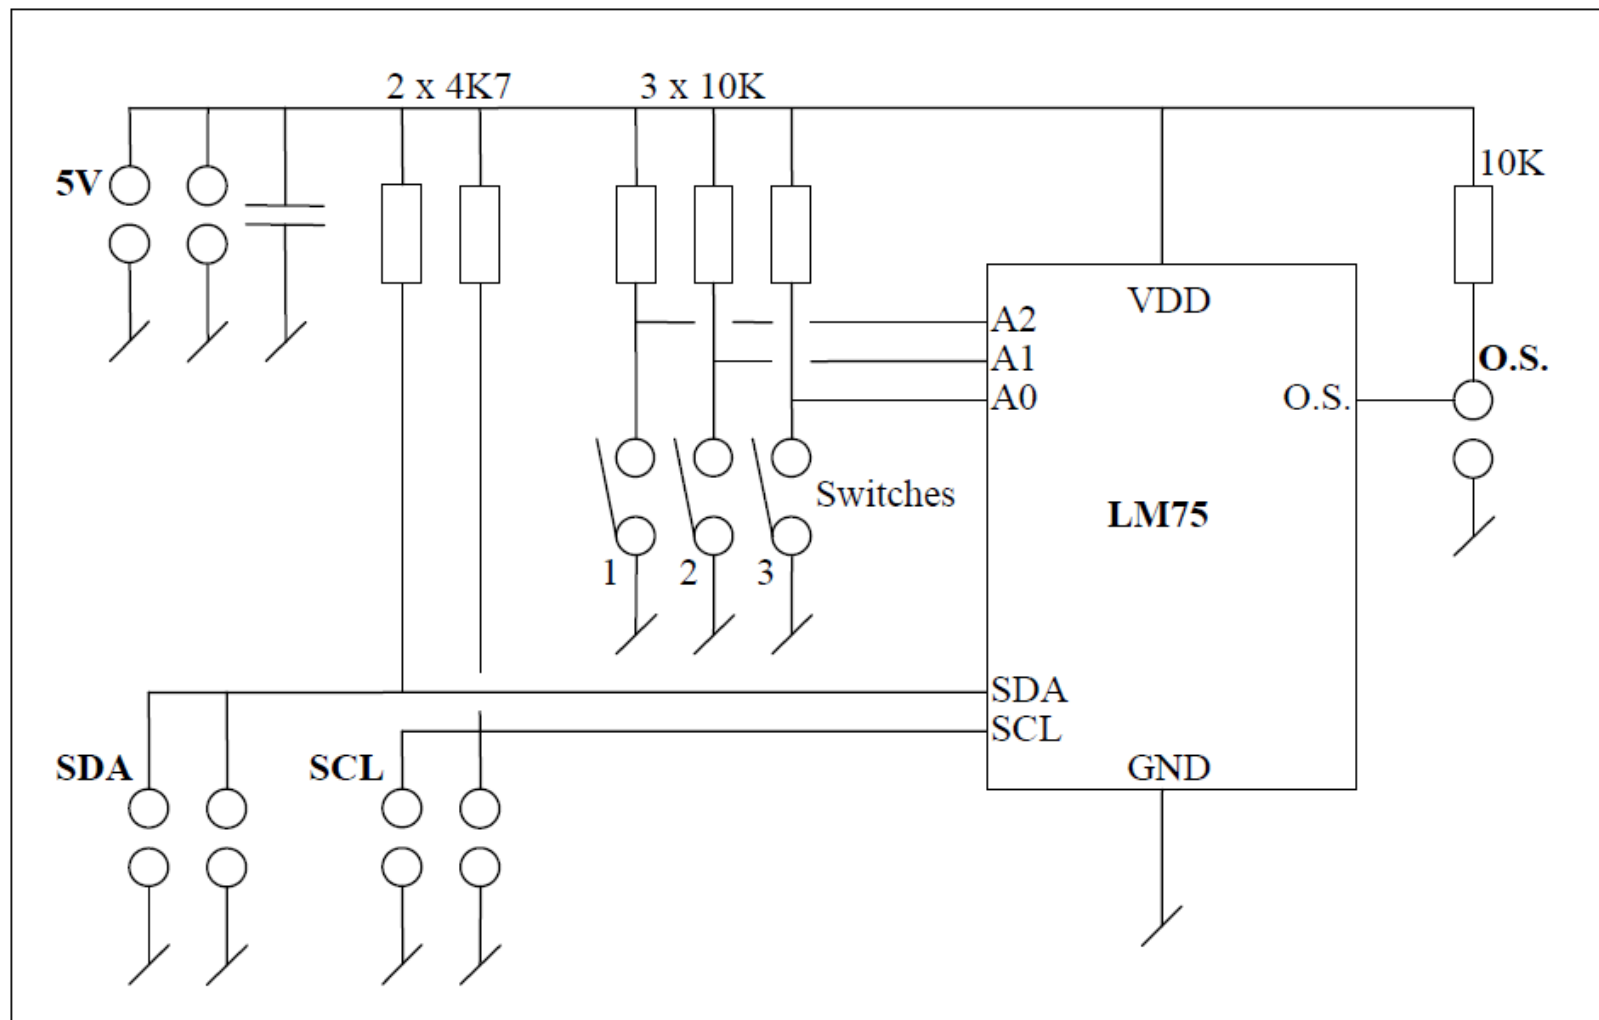 2 x 4K7
3 x 10K
5V
10K
VDD
A2
A1
A0
O.S.
O.S.
Switches
LM75
1
2
3
SDA
SCL
SDA
SCL
GND